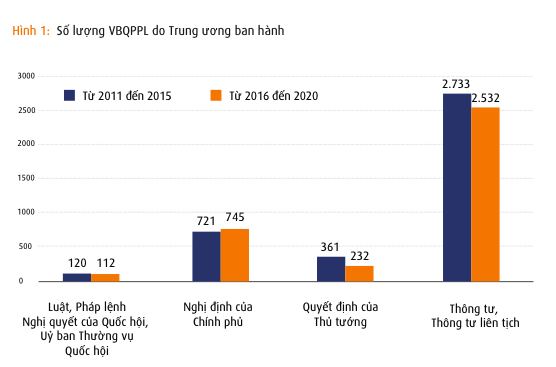 Hình 1: Số lượng VBQPPL do Trung ương ban hành
3000
Từ 2011 đến 2015 Từ 2016 đến 2020
2500
2000
1500
1000
500
0
120 112
721 745
361 232
2.733 2.532
Luật, Pháp lệnh
Nghị quyết của Quốc hội,
Uỷ ban Thường vụ
Quốc hội
Nghị định của
Chính phủ
Quyết định của
Thủ tướng
Thông tư,
Thông tư liên tịch